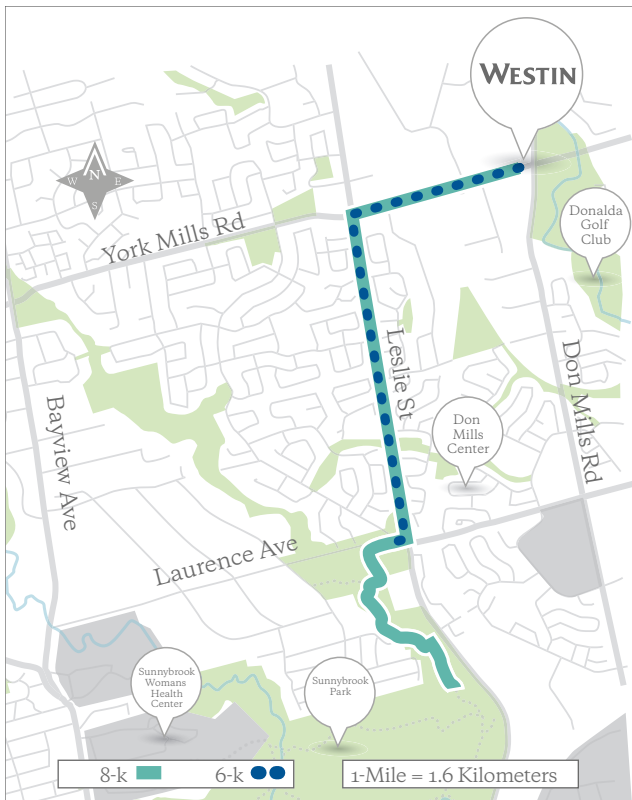 WESTIN
N
W E
S
Donalda
Golf
Club
York Mills Rd
Leslie St
Don Mills Rd
Bayview Ave
Don
Mills
Center
Laurence Ave
Sunnybrook
Womans
Health
Center
Sunnybrook
Park
8-k 6-k
1-Mile = 1.6 Kilometers